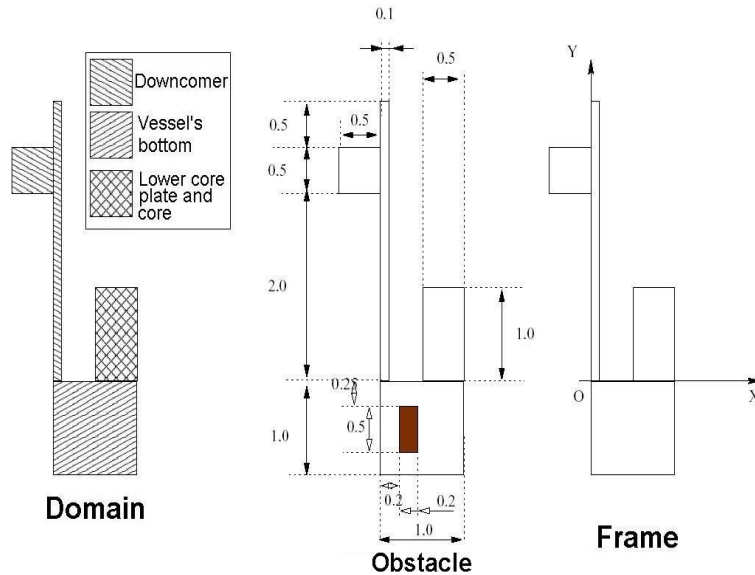 Downcomer
Vessel's
bottom
Lower core
plate and
core
Domain
0.1
0.5
0.5
0.5
0.5
2.0
1.0
0.25
0.5
1.0
0.2
0.2
1.0
Obstacle
Y
O
X
Frame